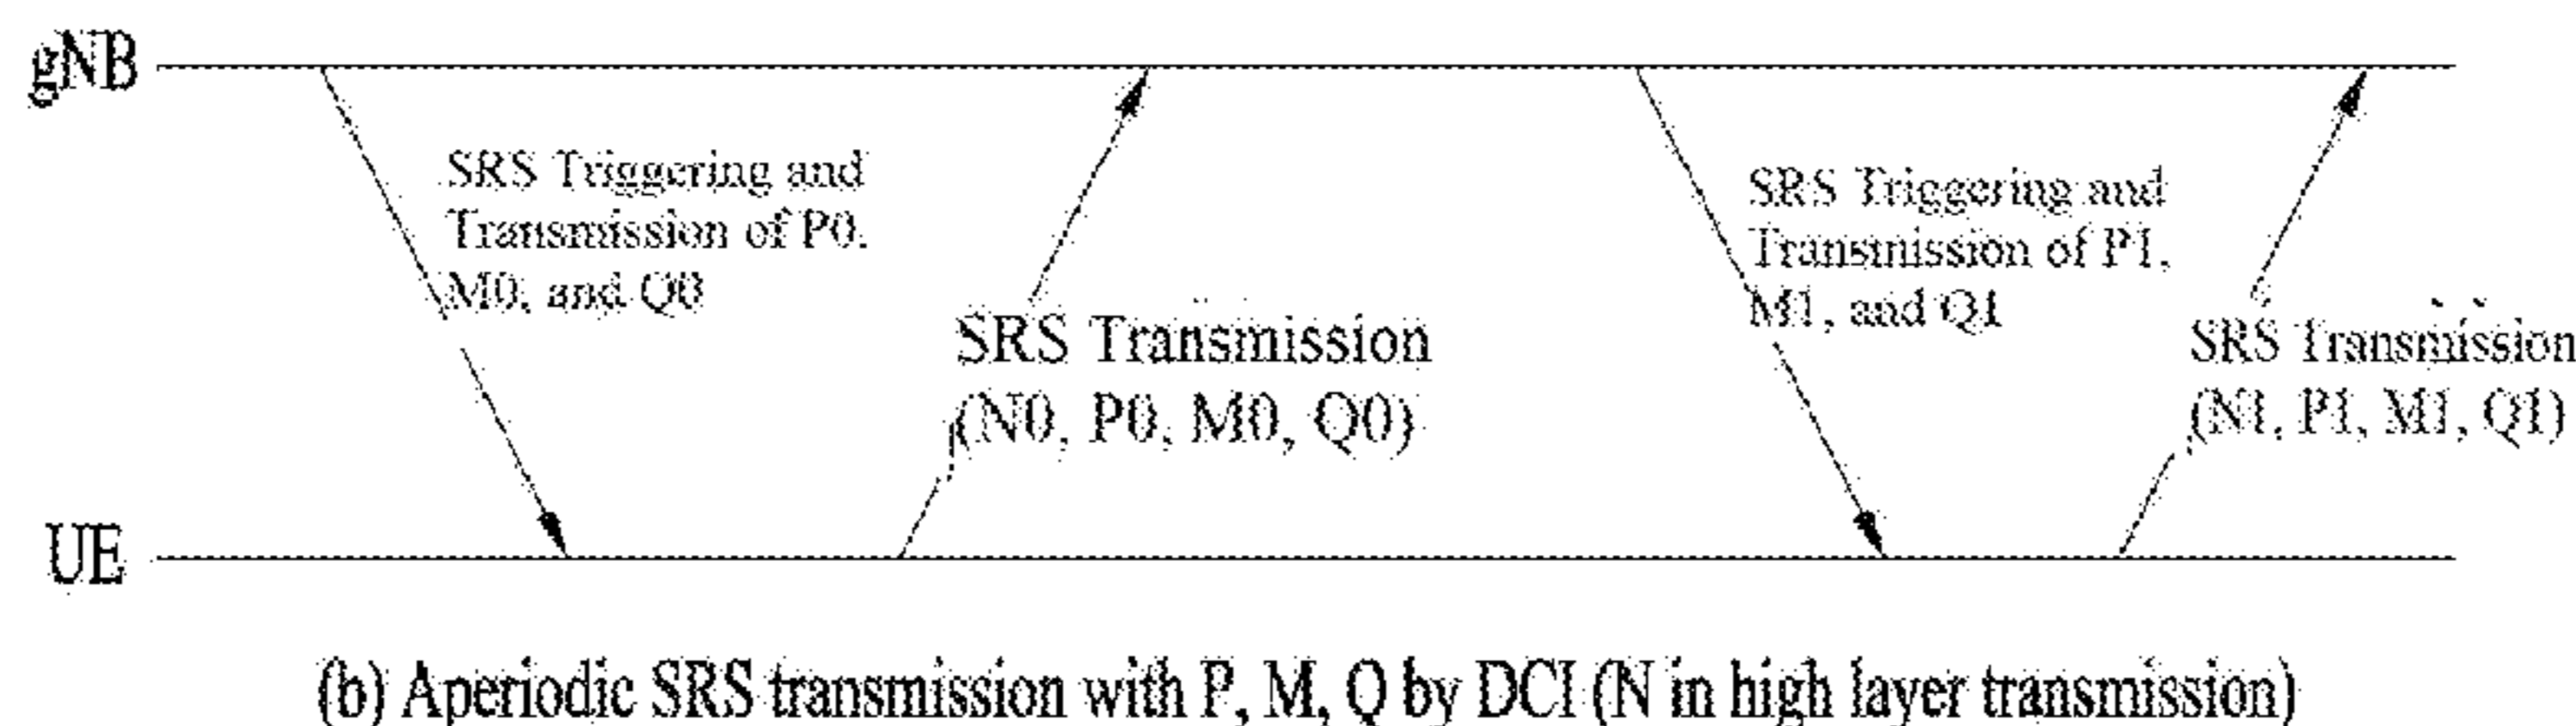 gNB
SRS Triggering and
Transmission of P0,
M0, and Q0
SRS Transmission
(N0, P0, M0, Q0)
SRS Triggering and
Transmission of P1,
M1, and Q1
SRS Transmission
(N1, P1, M1, Q1)
UE
(b) Aperiodic SRS transmission with P, M, Q by DCI (N in high layer transmission)